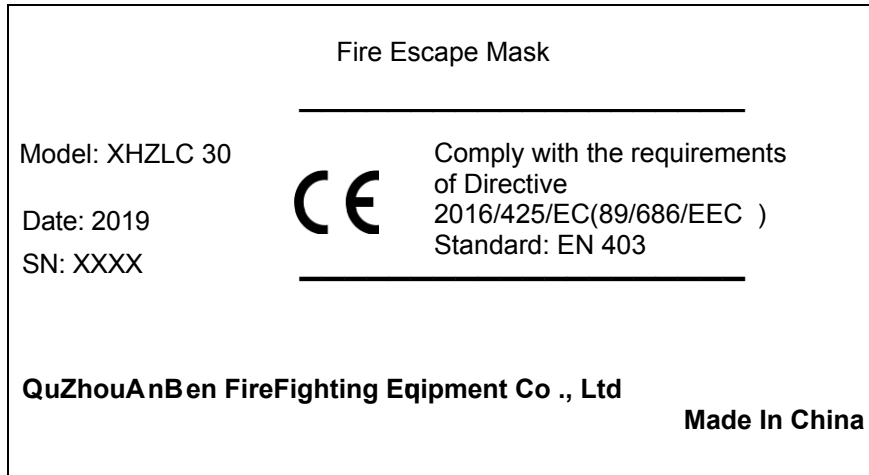 Fire Escape Mask
Model: XHZLC 30
Date: 2019
SN: XXXX
CE
Comply with the requirements
of Directive
2016/425/EC(89/686/EEC )
Standard: EN 403
QuZhouAnBen FireFighting Eqipment Co ., Ltd
Made In China